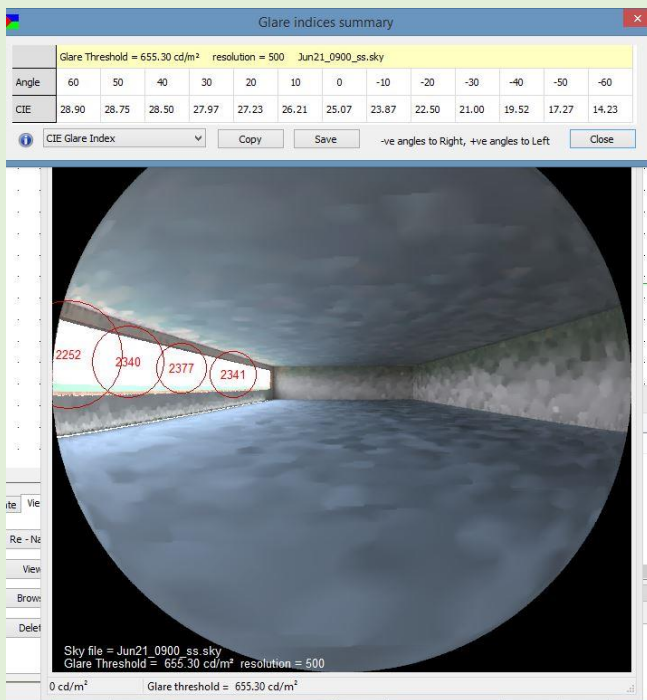 Glare indices summary
Glare Threshold = 655.30 cd/m² resolution = 500 Jun21_0900_ss.sky
Angle 60 50 40 30 20 10 0 -10 -20 -30 -40 -50 -60
CIE 28.90 28.75 28.50 27.97 27.23 26.21 25.07 23.87 22.50 21.00 19.52 17.27 14.23
CIE Glare Index Copy Save -ve angles to Right, +ve angles to Left Close
2252 2340 2377 2341
Vie
Re - Na
View
Brow
Delet
Sky file = Jun21_0900_ss.sky
Glare Threshold = 655.30 cd/m² resolution = 500
0 cd/m² Glare threshold = 655.30 cd/m²